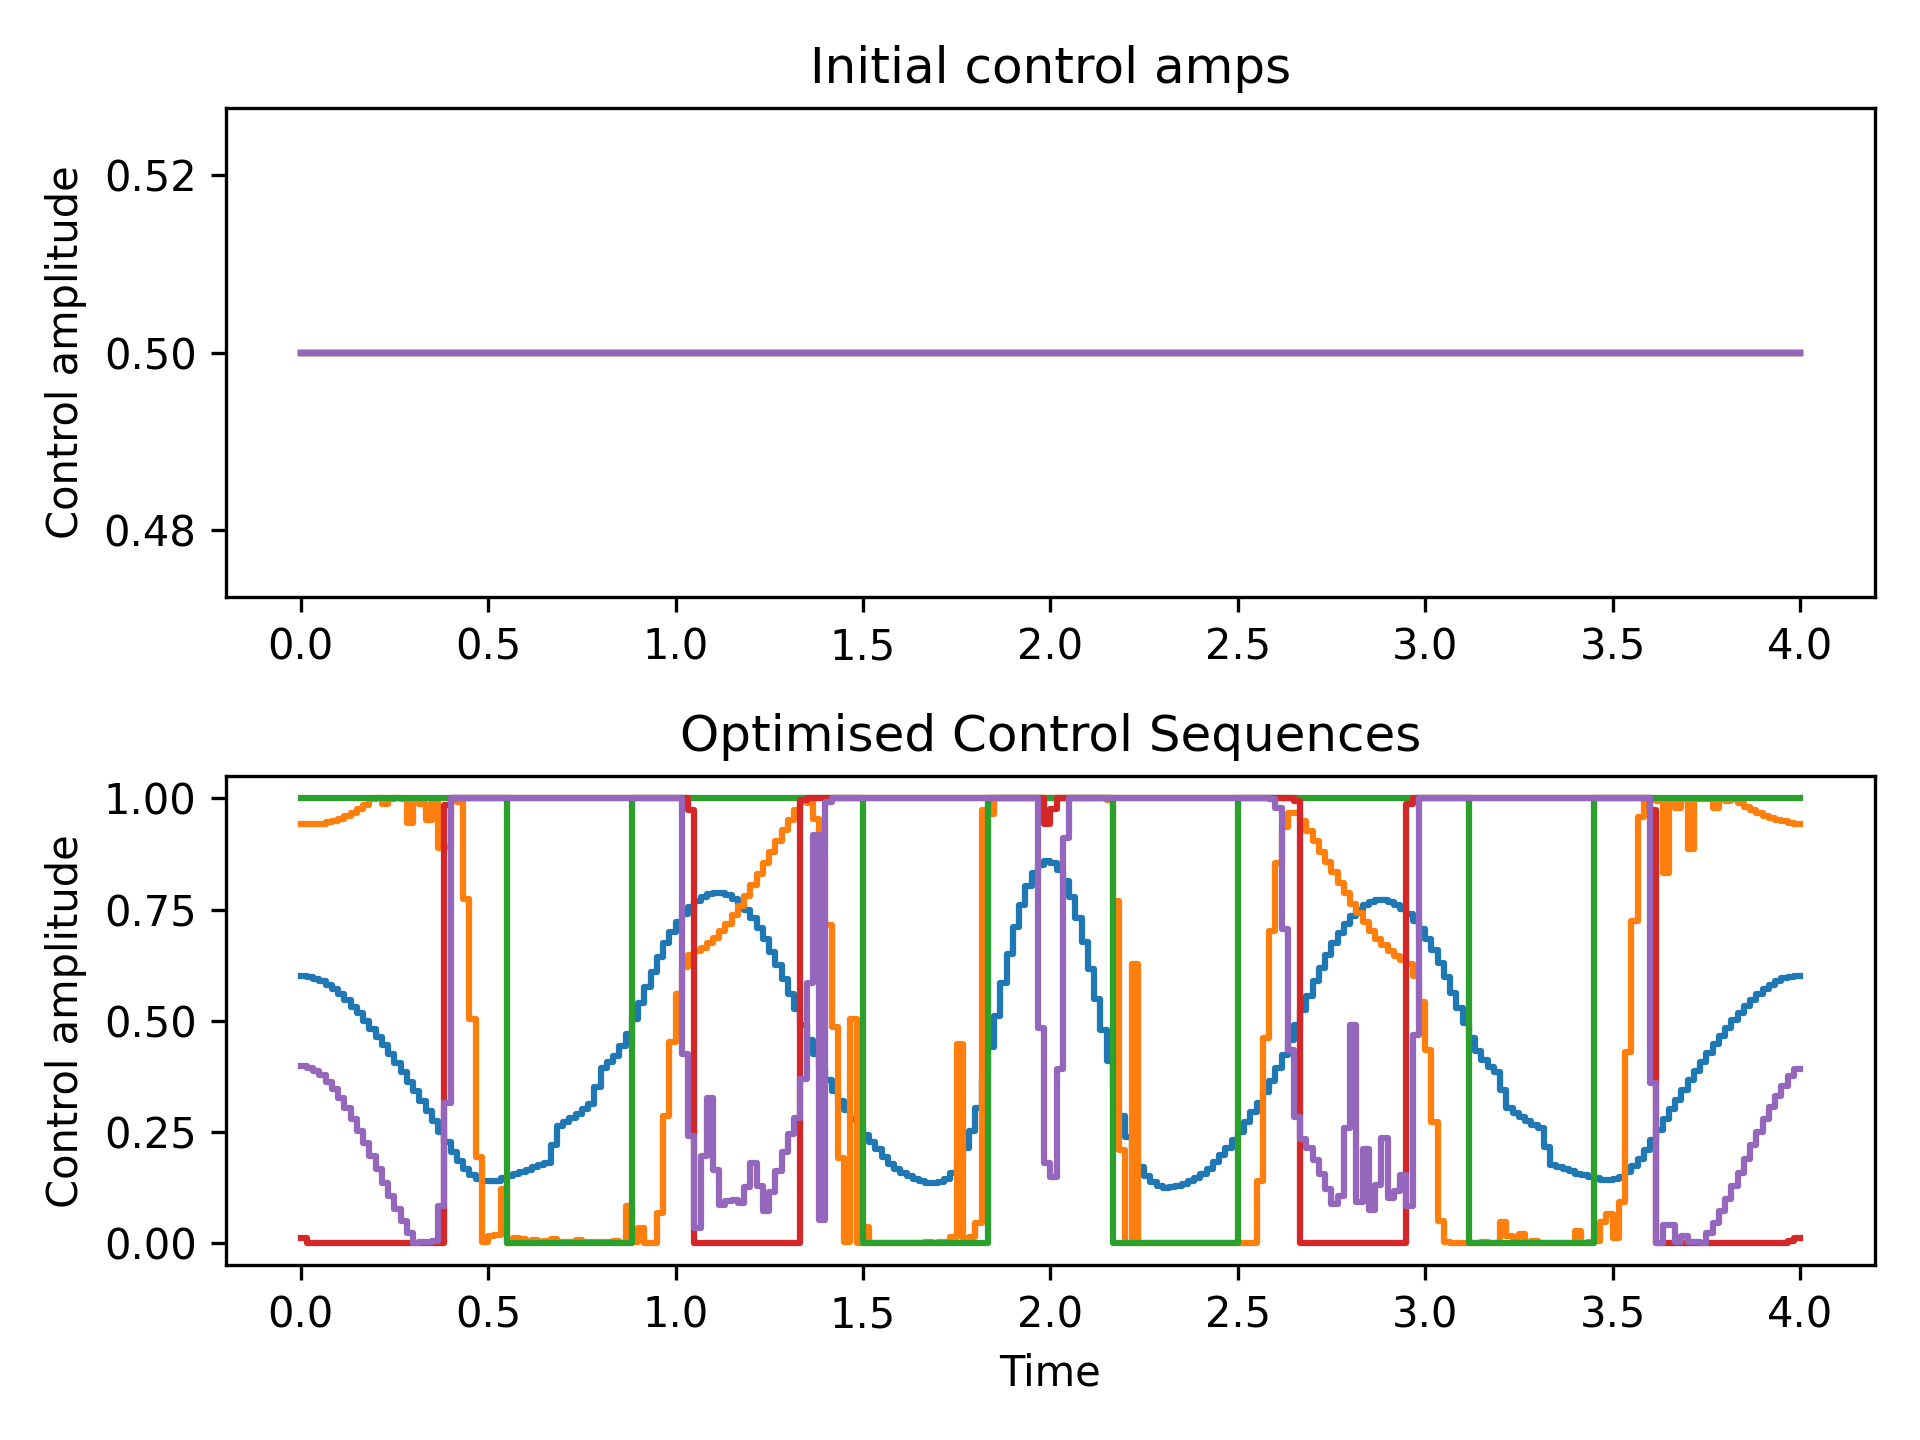 Initial control amps
Control amplitude
0.52
0.50
0.48
0.0 0.5 1.0 1.5 2.0 2.5 3.0 3.5 4.0
Optimised Control Sequences
Control amplitude
1.00
0.75
0.50
0.25
0.00
0.0 0.5 1.0 1.5 2.0 2.5 3.0 3.5 4.0
Time